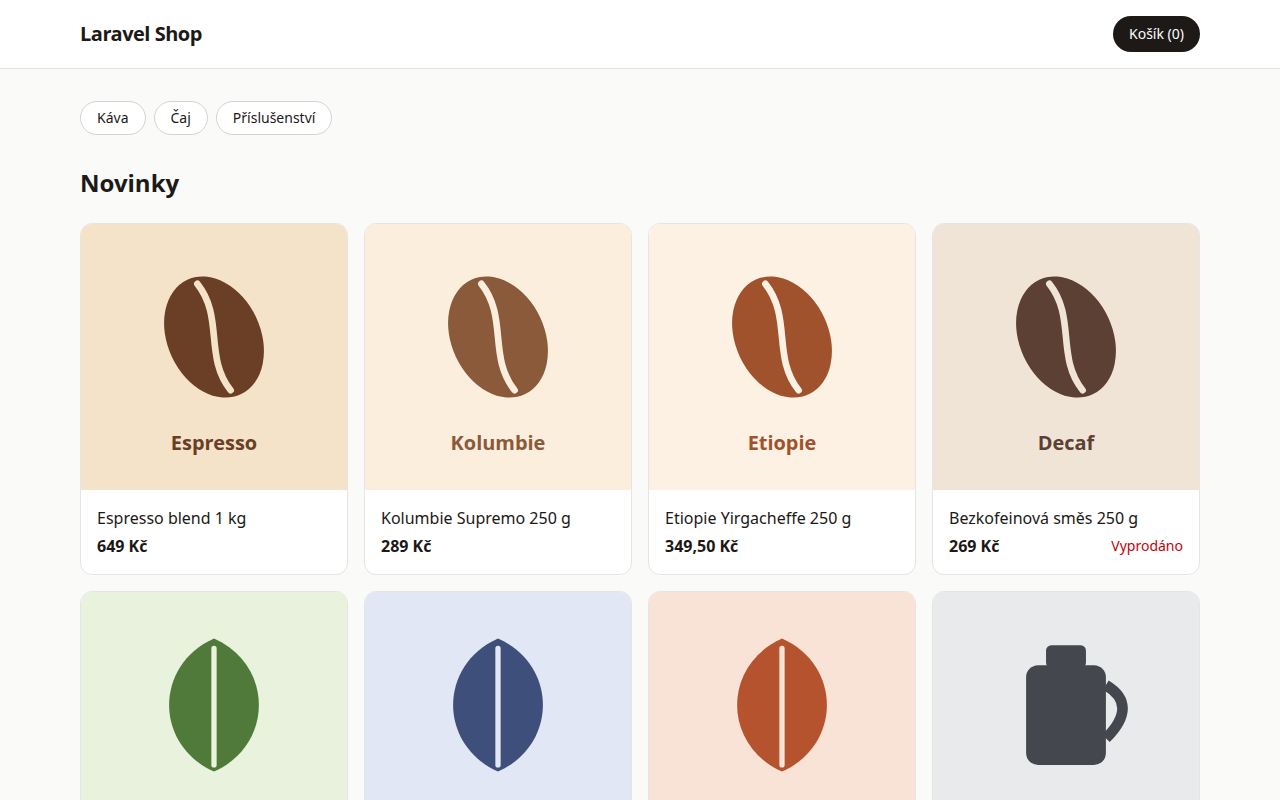 Laravel Shop
Košík (0)
Káva
Čaj
Příslušenství
Novinky
Espresso
Kolumbie
Etiopie
Decaf
Espresso blend 1 kg
Kolumbie Supremo 250 g
Etiopie Yirgacheffe 250 g
Bezkofeinová směs 250 g
649 Kč
289 Kč
349,50 Kč
269 Kč
Vyprodáno